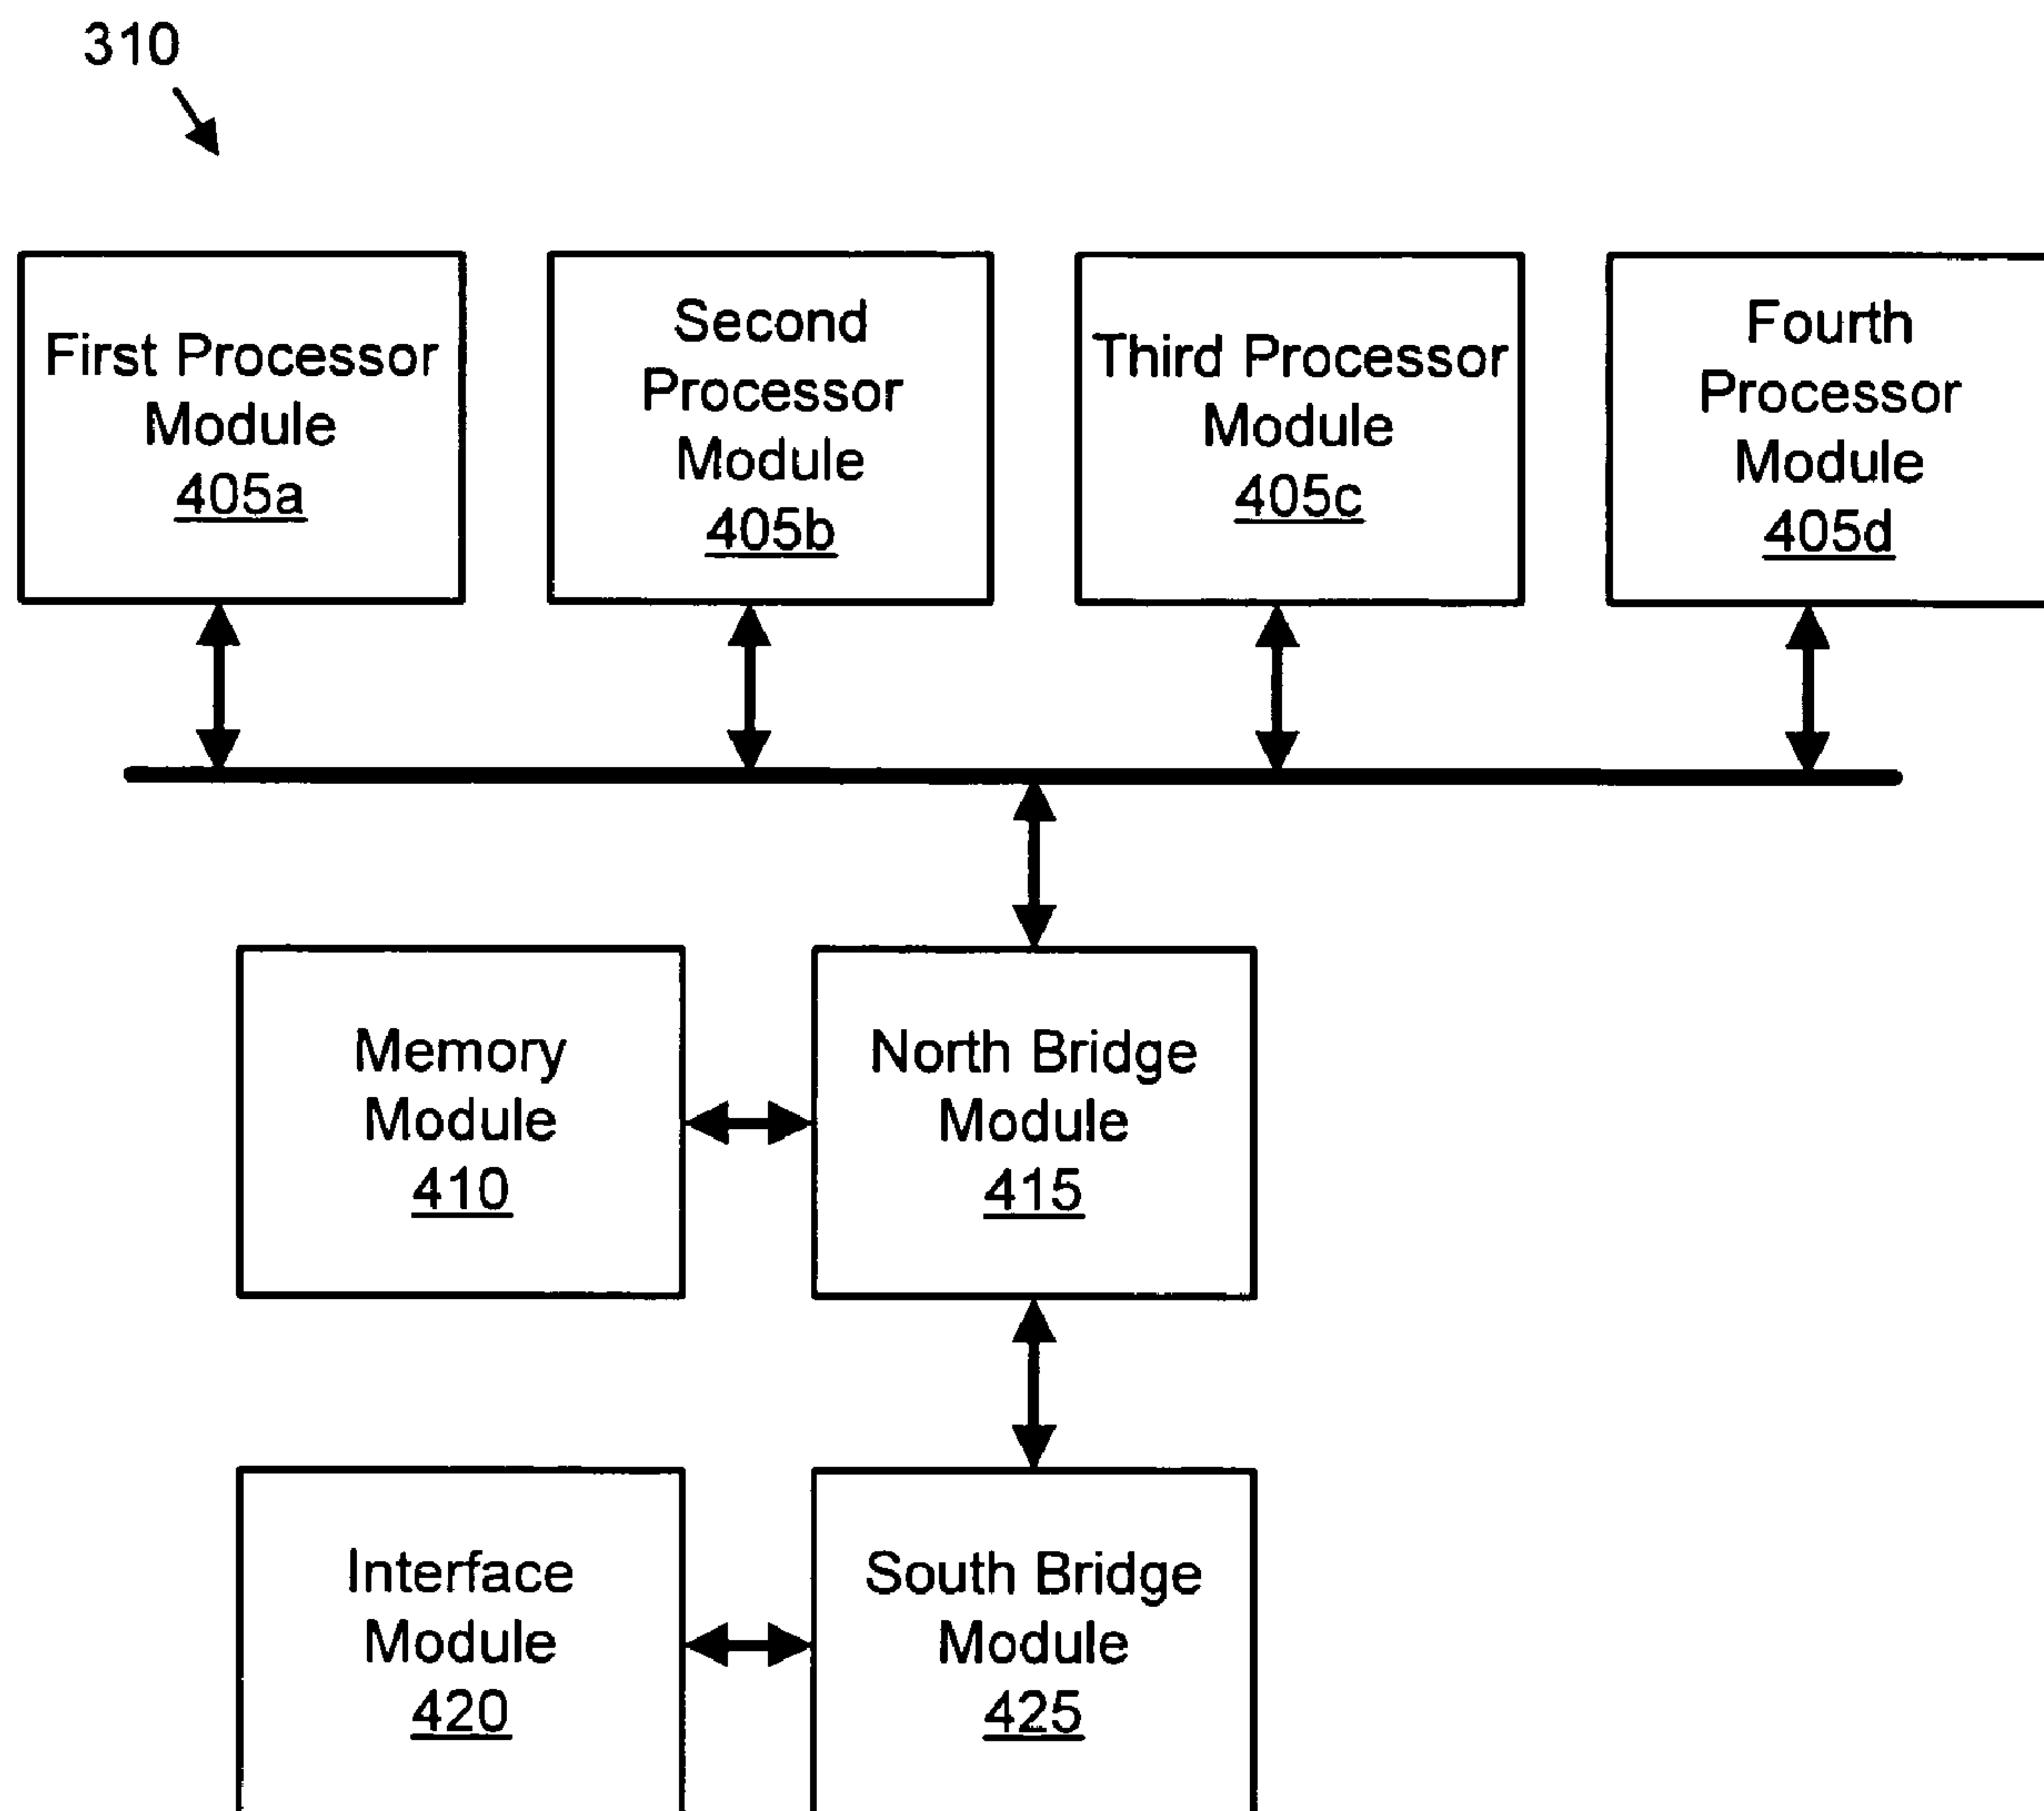 310
First Processor
Module
405a
Second
Processor
Module
405b
Third Processor
Module
405c
Fourth
Processor
Module
405d
Memory
Module
410
North Bridge
Module
415
Interface
Module
420
South Bridge
Module
425